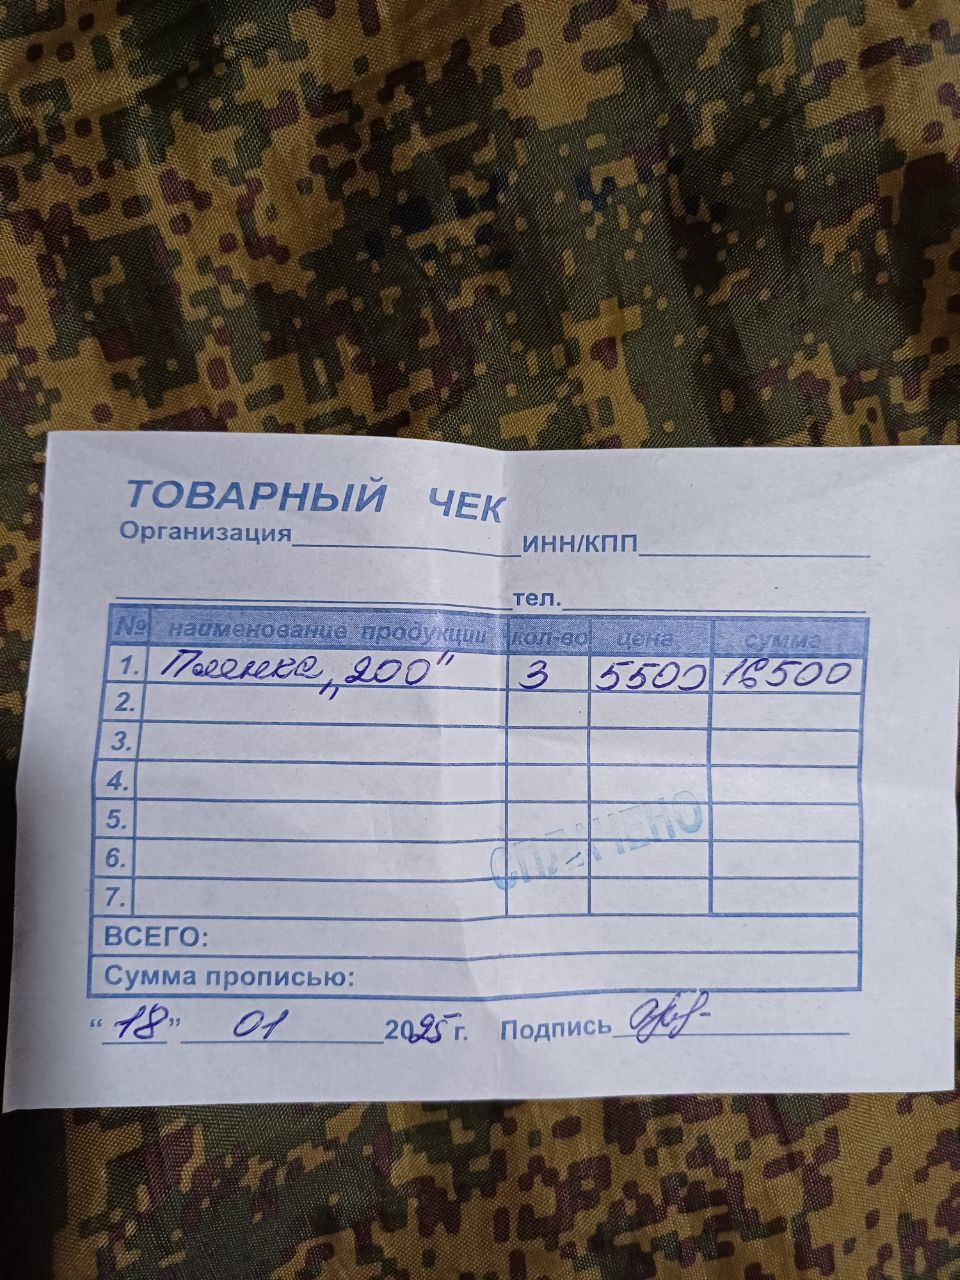 ТОВАРНЫЙ ЧЕК
Организация ИНН/КПП
тел.
№ наименование продукции кол-во цена сумма
1. Пленка „200“ 3 5500 16500
2.
3.
4.
5.
6.
7.
ОПЛАЧЕНО
ВСЕГО:
Сумма прописью:
“18” 01 2025 г. Подпись